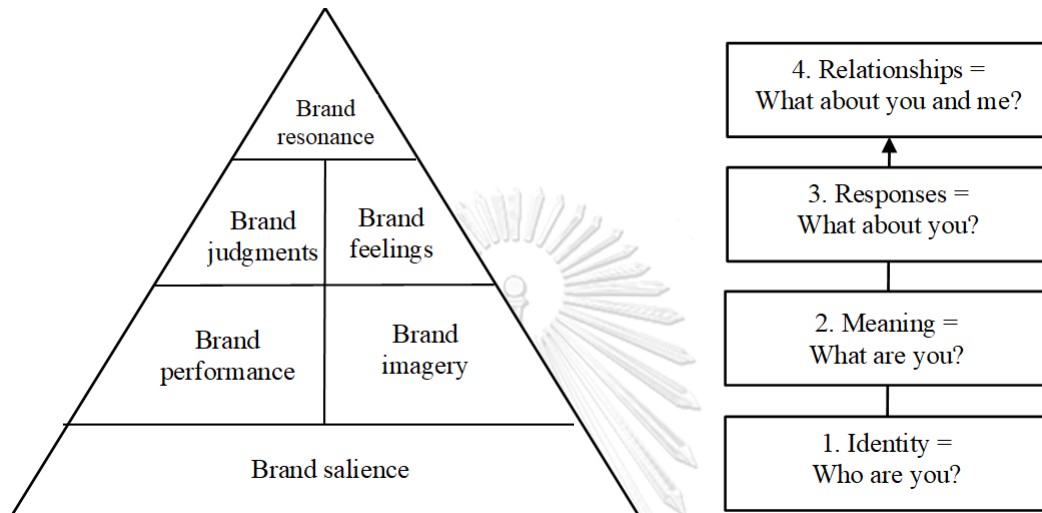 Brand
resonance
Brand
judgments
Brand
feelings
Brand
performance
Brand
imagery
Brand salience
4. Relationships =
What about you and me?
3. Responses =
What about you?
2. Meaning =
What are you?
1. Identity =
Who are you?